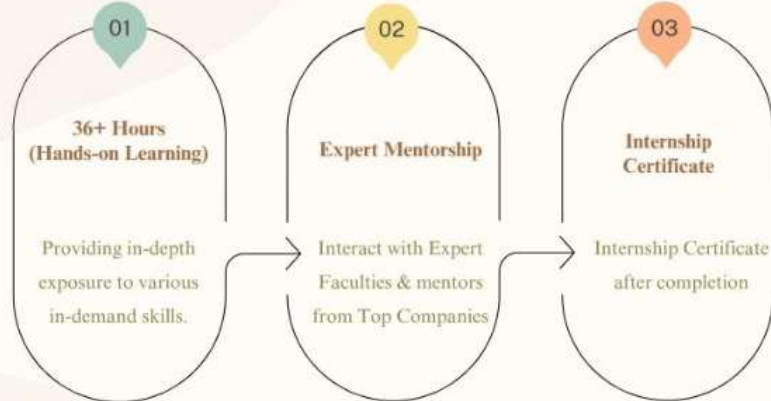 01
36+ Hours
(Hands-on Learning)
Providing in-depth
exposure to various
in-demand skills.
02
Expert Mentorship
Interact with Expert
Faculties & mentors
from Top Companies
03
Internship
Certificate
Internship Certificate
after completion